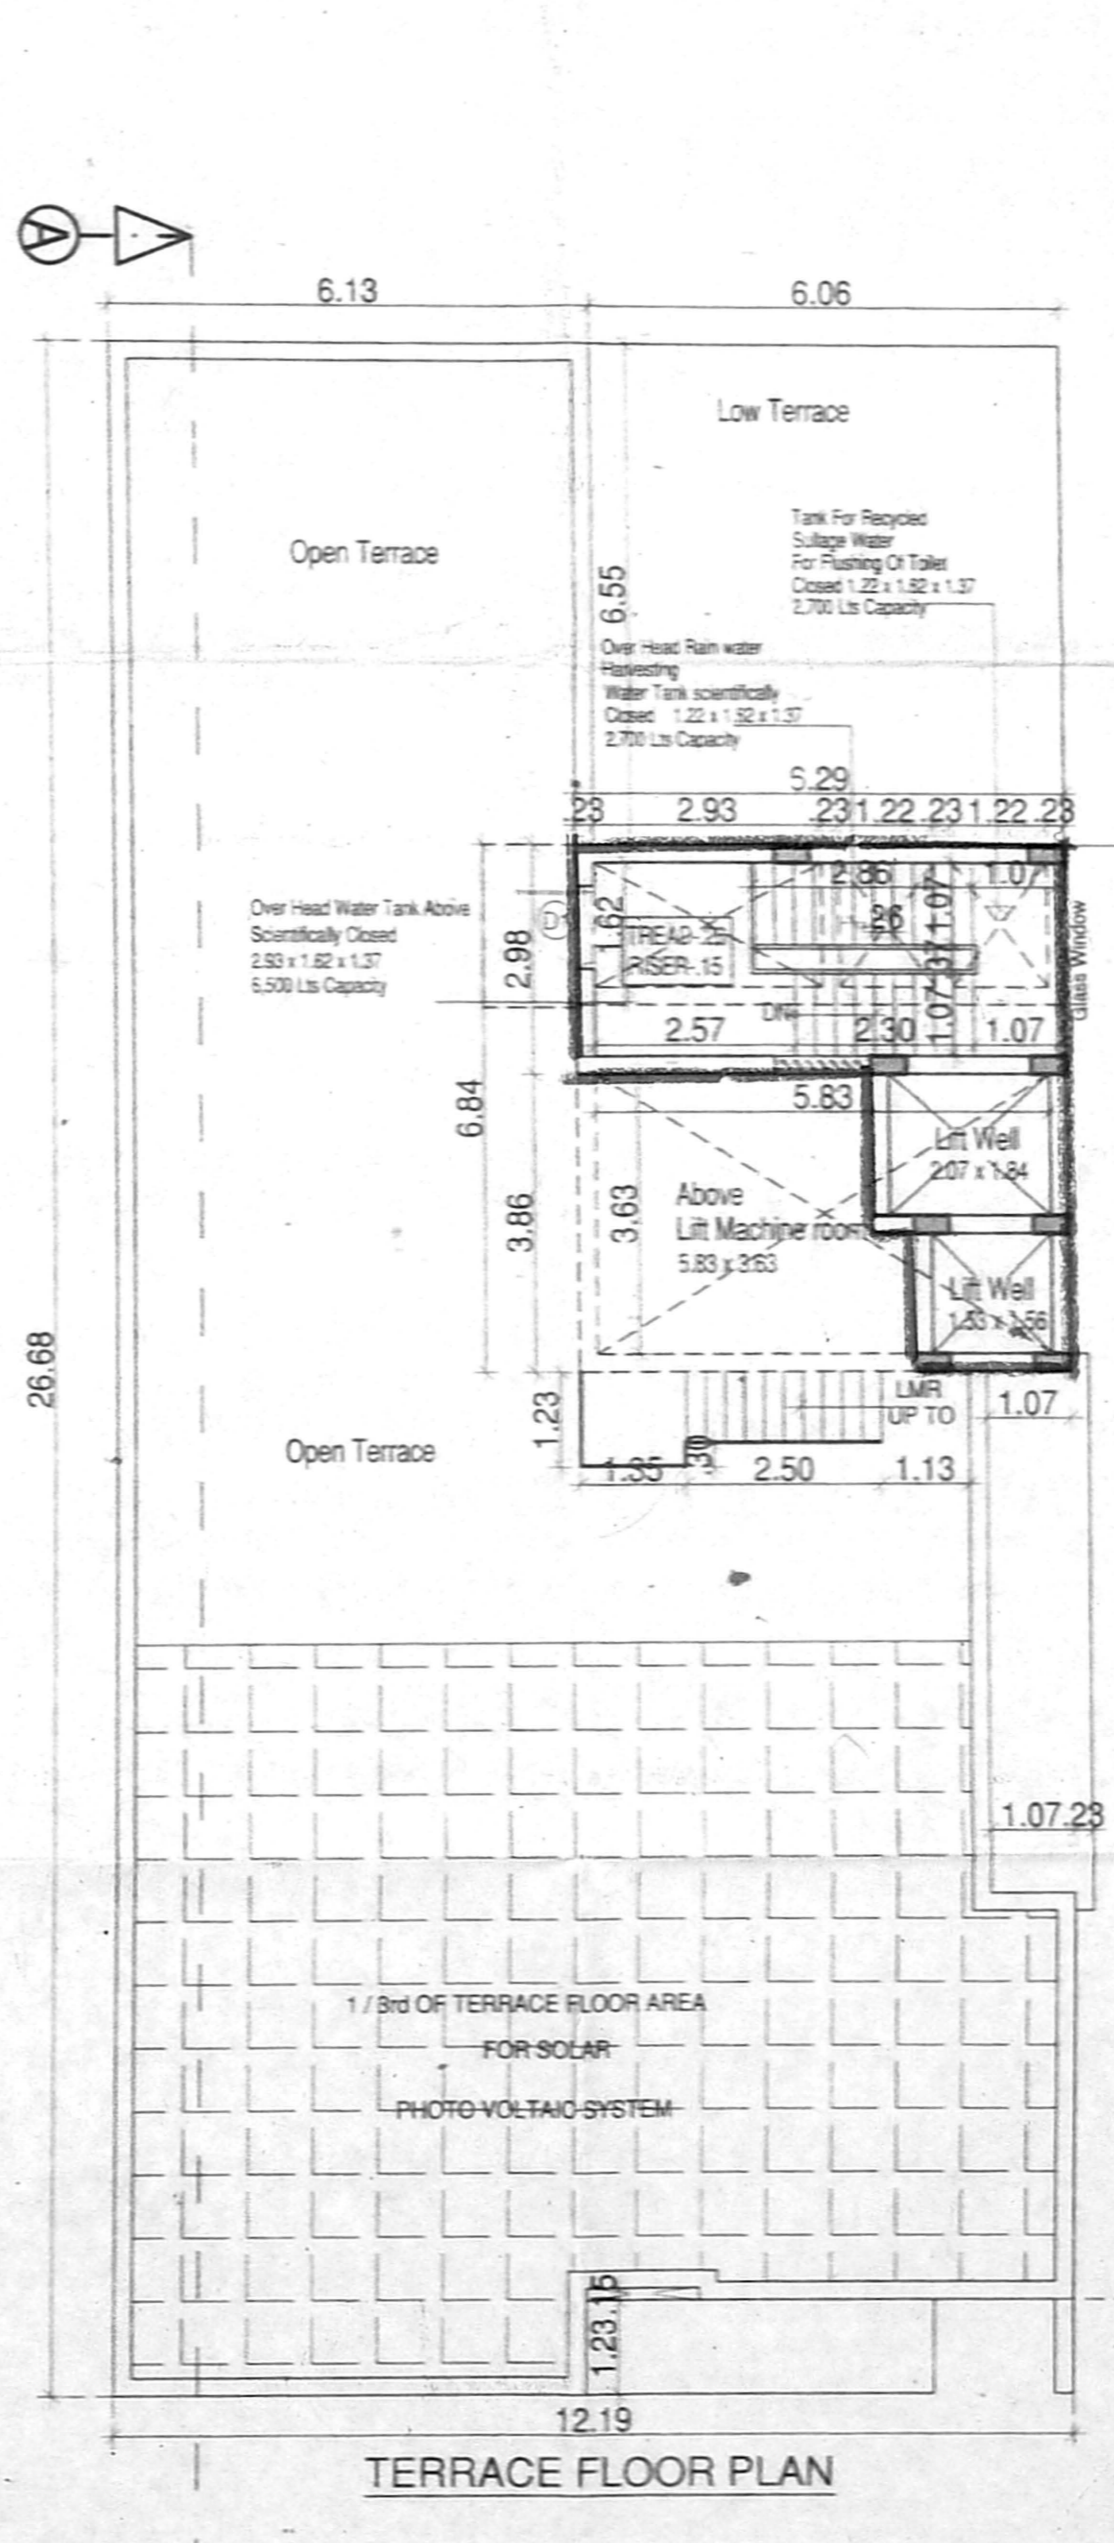 A
6.13
6.06
Low Terrace
Open Terrace
Tank For Recycled
Sullage Water
For Flushing Of Toilet
Closed 1.22 x 1.62 x 1.37
2,700 Lts Capacity
6.55
Over Head Rain water
Harvesting
Water Tank scientifically
Closed 1.22 x 1.62 x 1.37
2,700 Lts Capacity
6.29
.23 2.93 .23 1.22 .23 1.22 .23
2.86 1.07
Over Head Water Tank Above
Scientifically Closed
2.93 x 1.62 x 1.37
6,500 Lts Capacity
2.98
1.62
TREAD-.25
RISER-.15
1.07 .37 1.07
Glass Window
DN
2.57 2.30 1.07
5.83
6.84
3.86
3.63
Lift Well
2.07 x 1.84
Above
Lift Machine room
5.83 x 3.63
Lift Well
1.53 x 1.56
26.68
1.23
LMR
UP TO
1.07
Open Terrace
1.35 .30 2.50 1.13
1.07 .23
1 / 3rd OF TERRACE FLOOR AREA
FOR SOLAR
PHOTO VOLTAIC SYSTEM
1.23 .15
12.19
TERRACE FLOOR PLAN